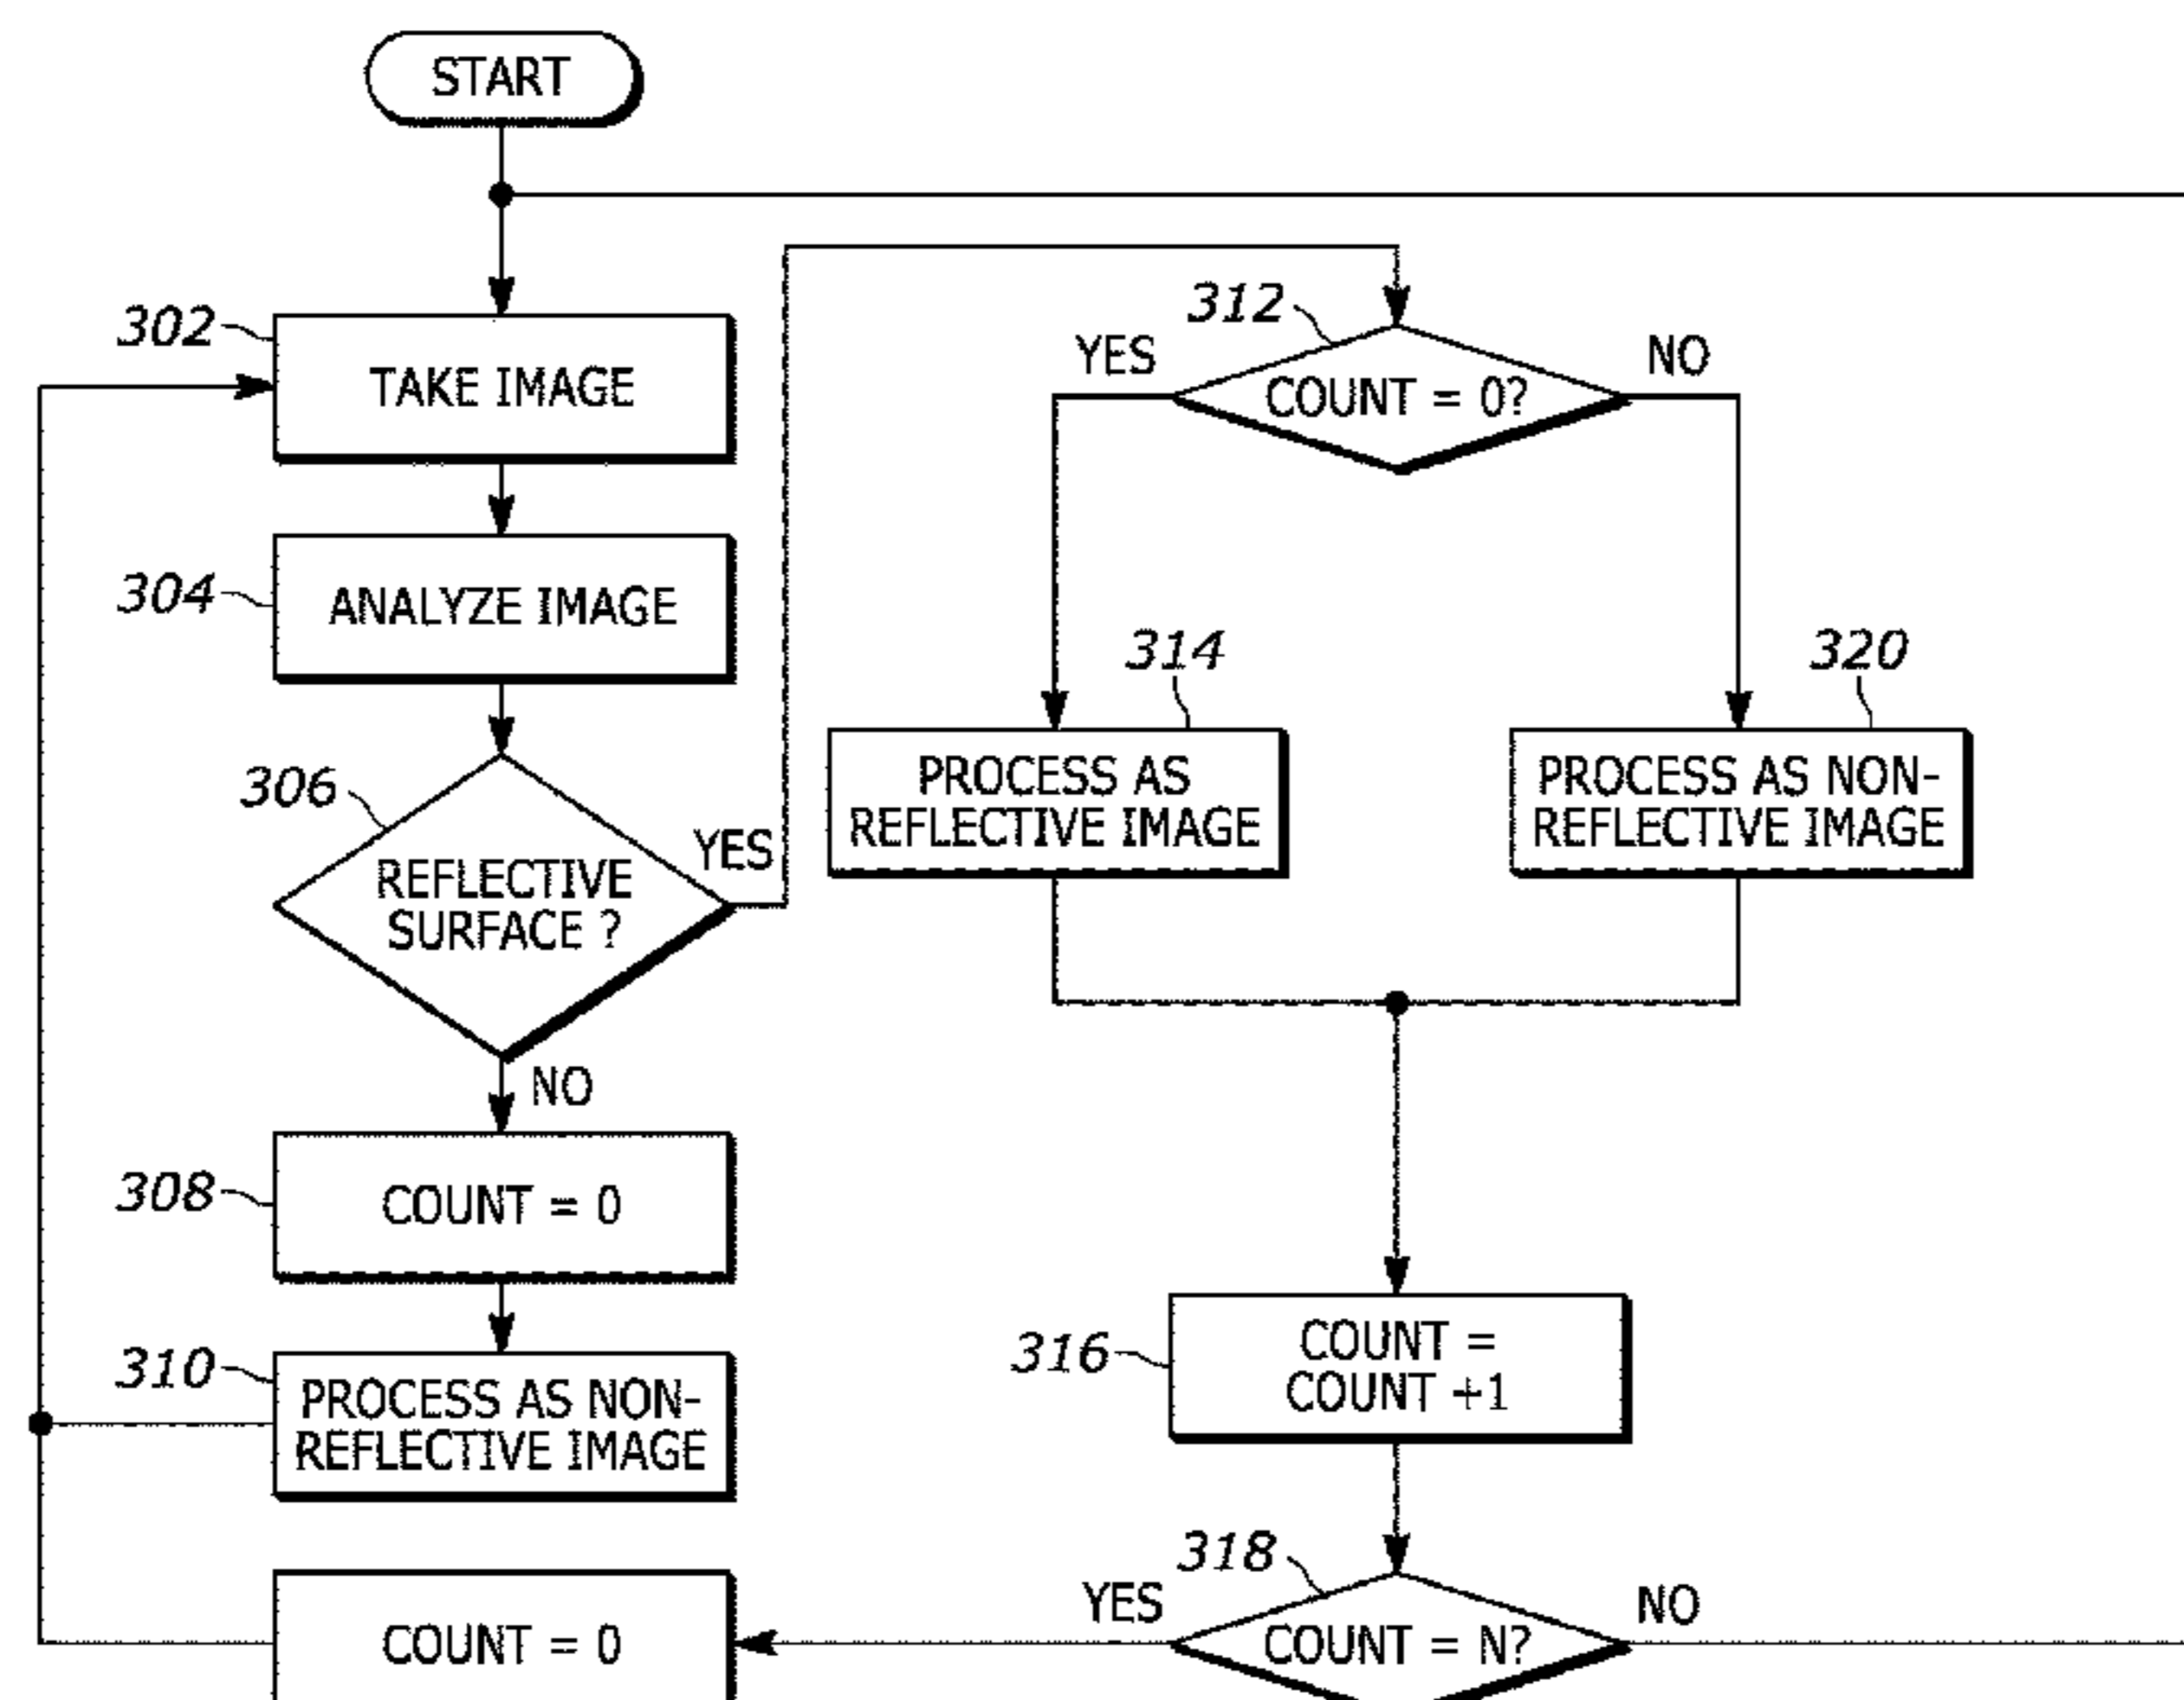 START
302
TAKE IMAGE
304
ANALYZE IMAGE
306
REFLECTIVE
SURFACE ?
YES
NO
308
COUNT = 0
310
PROCESS AS NON-
REFLECTIVE IMAGE
COUNT = 0
312
YES
COUNT = 0?
NO
314
PROCESS AS
REFLECTIVE IMAGE
320
PROCESS AS NON-
REFLECTIVE IMAGE
316
COUNT =
COUNT +1
318
YES
COUNT = N?
NO